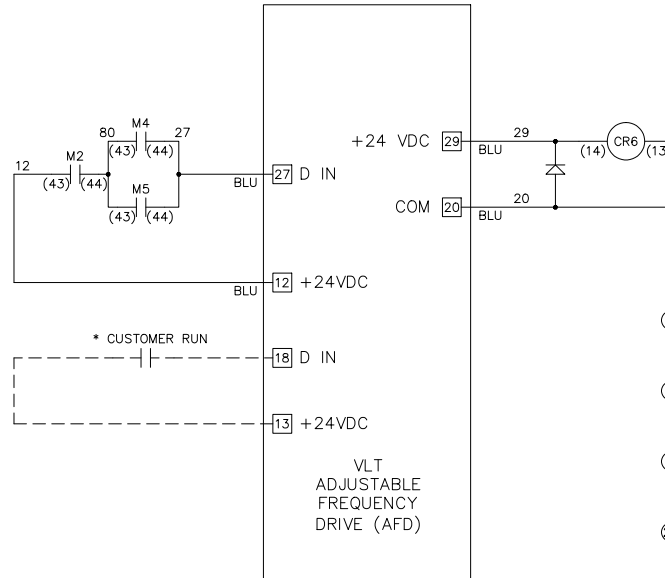 80 M4 27
(43) (44)
12 M2
(43) (44)
M5
(43) (44)
BLU
27 D IN
BLU
12 +24VDC
* CUSTOMER RUN
18 D IN
13 +24VDC
+24 VDC 29
29
BLU
(14) CR6 (13
COM 20
20
BLU
VLT
ADJUSTABLE
FREQUENCY
DRIVE (AFD)